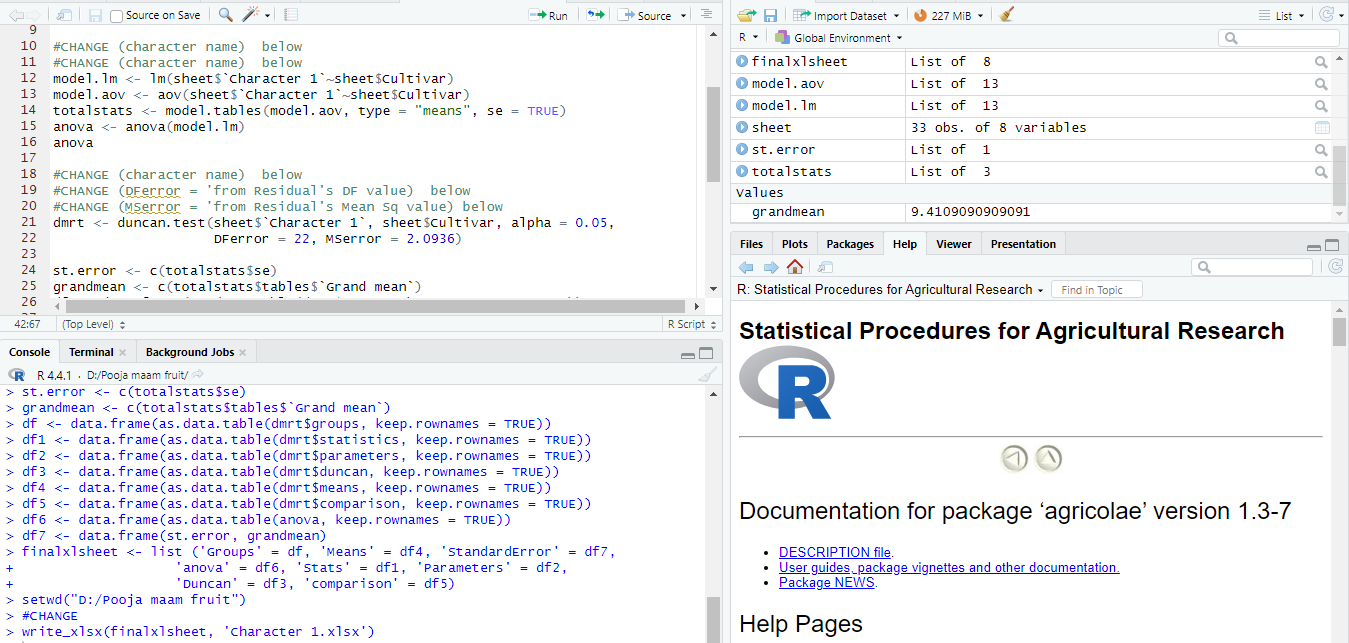 Source on Save
Run
Source
9
10 #CHANGE (character name)  below
11 #CHANGE (character name)  below
12 model.lm <- lm(sheet$`Character 1`~sheet$Cultivar)
13 model.aov <- aov(sheet$`Character 1`~sheet$Cultivar)
14 totalstats <- model.tables(model.aov, type = "means", se = TRUE)
15 anova <- anova(model.lm)
16 anova
17
18 #CHANGE (character name)  below
19 #CHANGE (DFerror = 'from Residual's DF value)  below
20 #CHANGE (MSerror = 'from Residual's Mean Sq value) below
21 dmrt <- duncan.test(sheet$`Character 1`, sheet$Cultivar, alpha = 0.05,
22                     DFerror = 22, MSerror = 2.0936)
23
24 st.error <- c(totalstats$se)
25 grandmean <- c(totalstats$tables$`Grand mean`)
26
42:67 (Top Level) R Script
Console Terminal Background Jobs
R 4.4.1 · D:/Pooja maam fruit/
> st.error <- c(totalstats$se)
> grandmean <- c(totalstats$tables$`Grand mean`)
> df <- data.frame(as.data.table(dmrt$groups, keep.rownames = TRUE))
> df1 <- data.frame(as.data.table(dmrt$statistics, keep.rownames = TRUE))
> df2 <- data.frame(as.data.table(dmrt$parameters, keep.rownames = TRUE))
> df3 <- data.frame(as.data.table(dmrt$duncan, keep.rownames = TRUE))
> df4 <- data.frame(as.data.table(dmrt$means, keep.rownames = TRUE))
> df5 <- data.frame(as.data.table(dmrt$comparison, keep.rownames = TRUE))
> df6 <- data.frame(as.data.table(anova, keep.rownames = TRUE))
> df7 <- data.frame(st.error, grandmean)
> finalxlsheet <- list ('Groups' = df, 'Means' = df4, 'StandardError' = df7,
+                    'anova' = df6, 'Stats' = df1, 'Parameters' = df2,
+                    'Duncan' = df3, 'comparison' = df5)
> setwd("D:/Pooja maam fruit")
> #CHANGE
> write_xlsx(finalxlsheet, 'Character 1.xlsx')
Import Dataset 227 MiB List
R Global Environment
finalxlsheet List of  8
model.aov List of  13
model.lm List of  13
sheet 33 obs. of 8 variables
st.error List of  1
totalstats List of  3
Values
grandmean 9.4109090909091
Files Plots Packages Help Viewer Presentation
R: Statistical Procedures for Agricultural Research Find in Topic
Statistical Procedures for Agricultural Research
R
Documentation for package ‘agricolae’ version 1.3-7
• DESCRIPTION file.
• User guides, package vignettes and other documentation.
• Package NEWS.
Help Pages